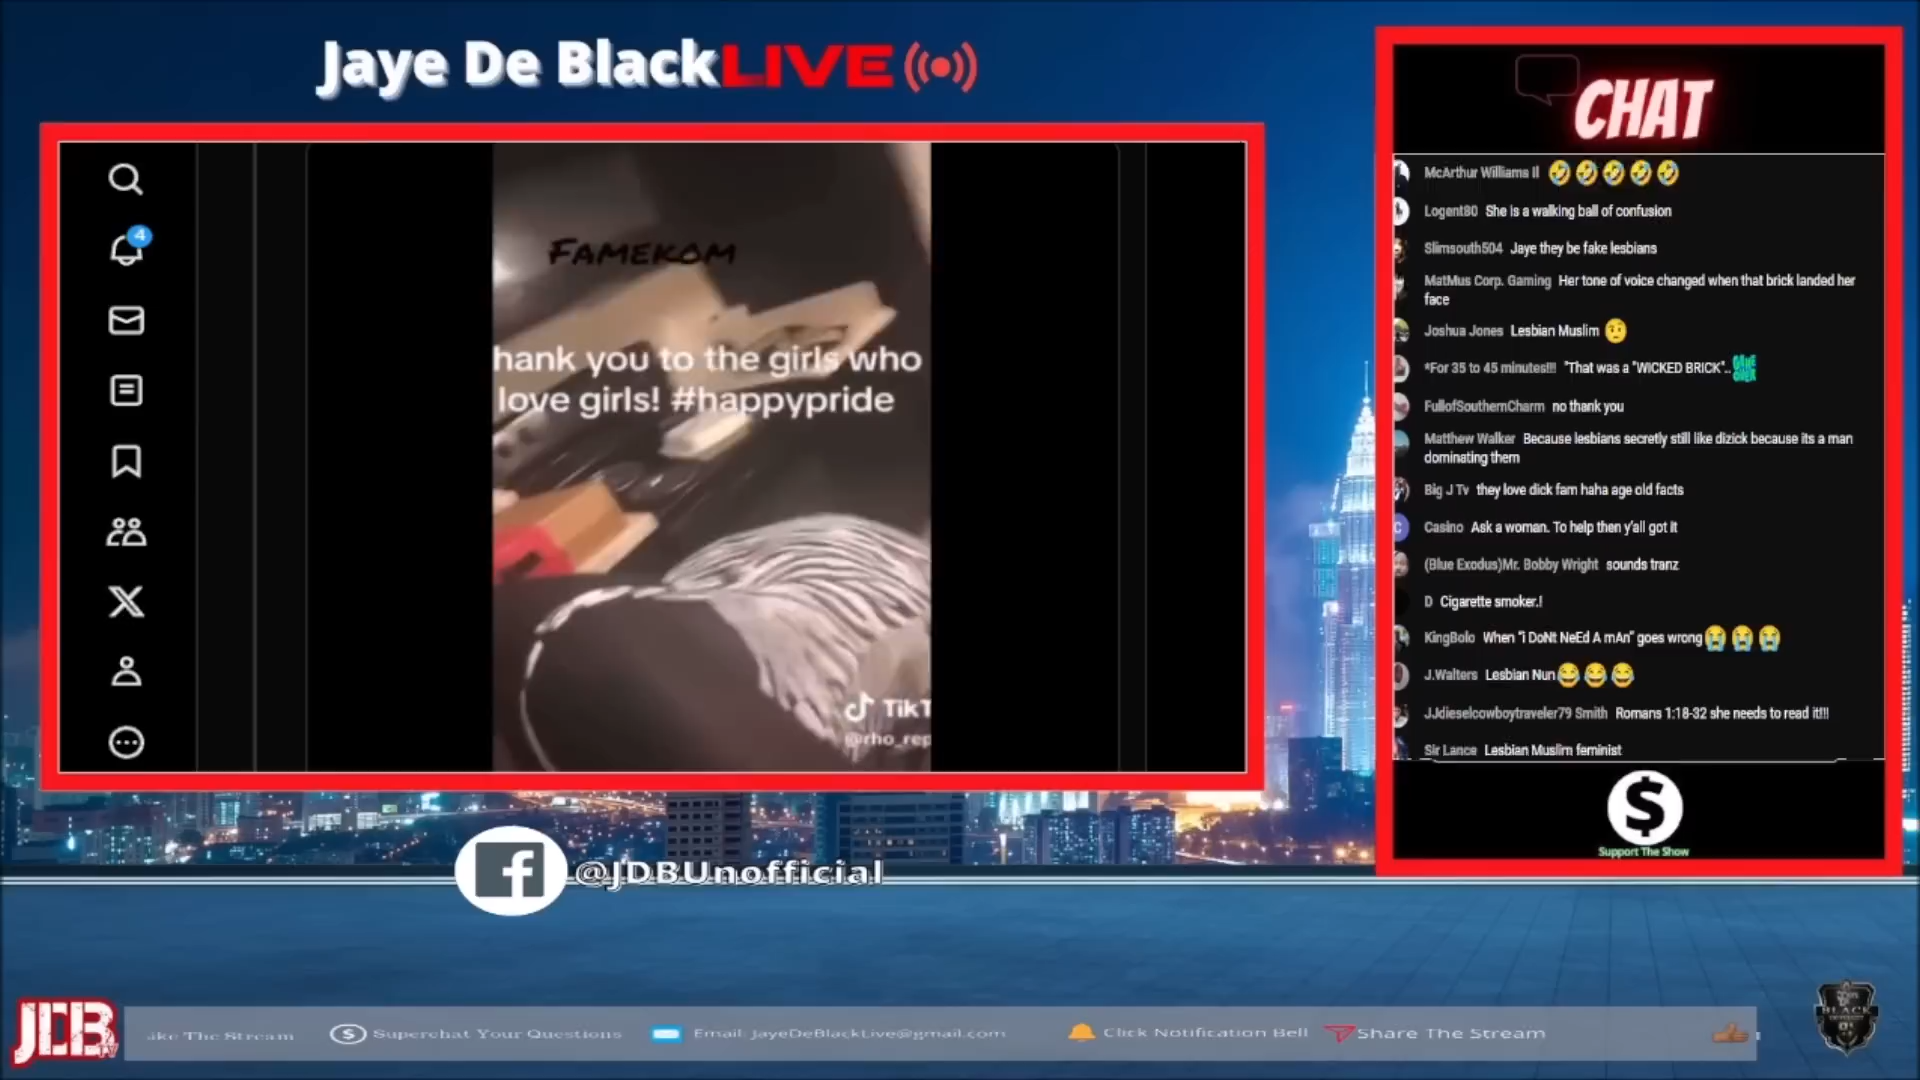 Jaye De BlackLIVE
CHAT
4
FAMEKOM
hank you to the girls who
love girls! #happypride
TikT
@rho_rep
McArthur Williams II 🤣🤣🤣🤣🤣
Logent80 She is a walking ball of confusion
Slimsouth504 Jaye they be fake lesbians
MatMus Corp. Gaming Her tone of voice changed when that brick landed her
face
Joshua Jones Lesbian Muslim 🤨
*For 35 to 45 minutes!!! "That was a "WICKED BRICK"..
FullofSouthernCharm no thank you
Matthew Walker Because lesbians secretly still like dizick because its a man
dominating them
Big J Tv they love dick fam haha age old facts
C
Casino Ask a woman. To help then y'all got it
(Blue Exodus)Mr. Bobby Wright sounds tranz
D Cigarette smoker.!
KingBolo When "i DoNt NeEd A mAn" goes wrong😭😭😭
J.Walters Lesbian Nun😂😂😂
JJdieselcowboytraveler79 Smith Romans 1:18-32 she needs to read it!!!
Sir Lance Lesbian Muslim feminist
$
Support The Show
@JDBUnofficial
JDB TV
ike The Stream
$ Superchat Your Questions
Email: JayeDeBlackLive@gmail.com
Click Notification Bell
Share The Stream
BLACK